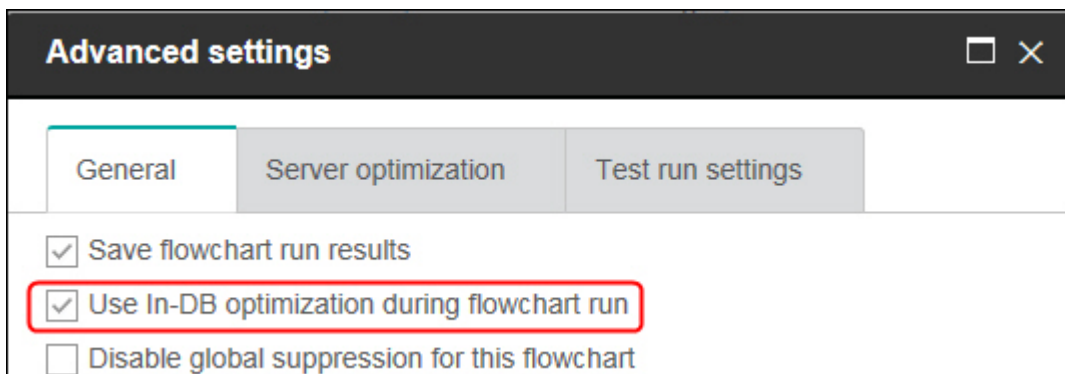 Advanced settings
General Server optimization Test run settings
Save flowchart run results
Use In-DB optimization during flowchart run
Disable global suppression for this flowchart